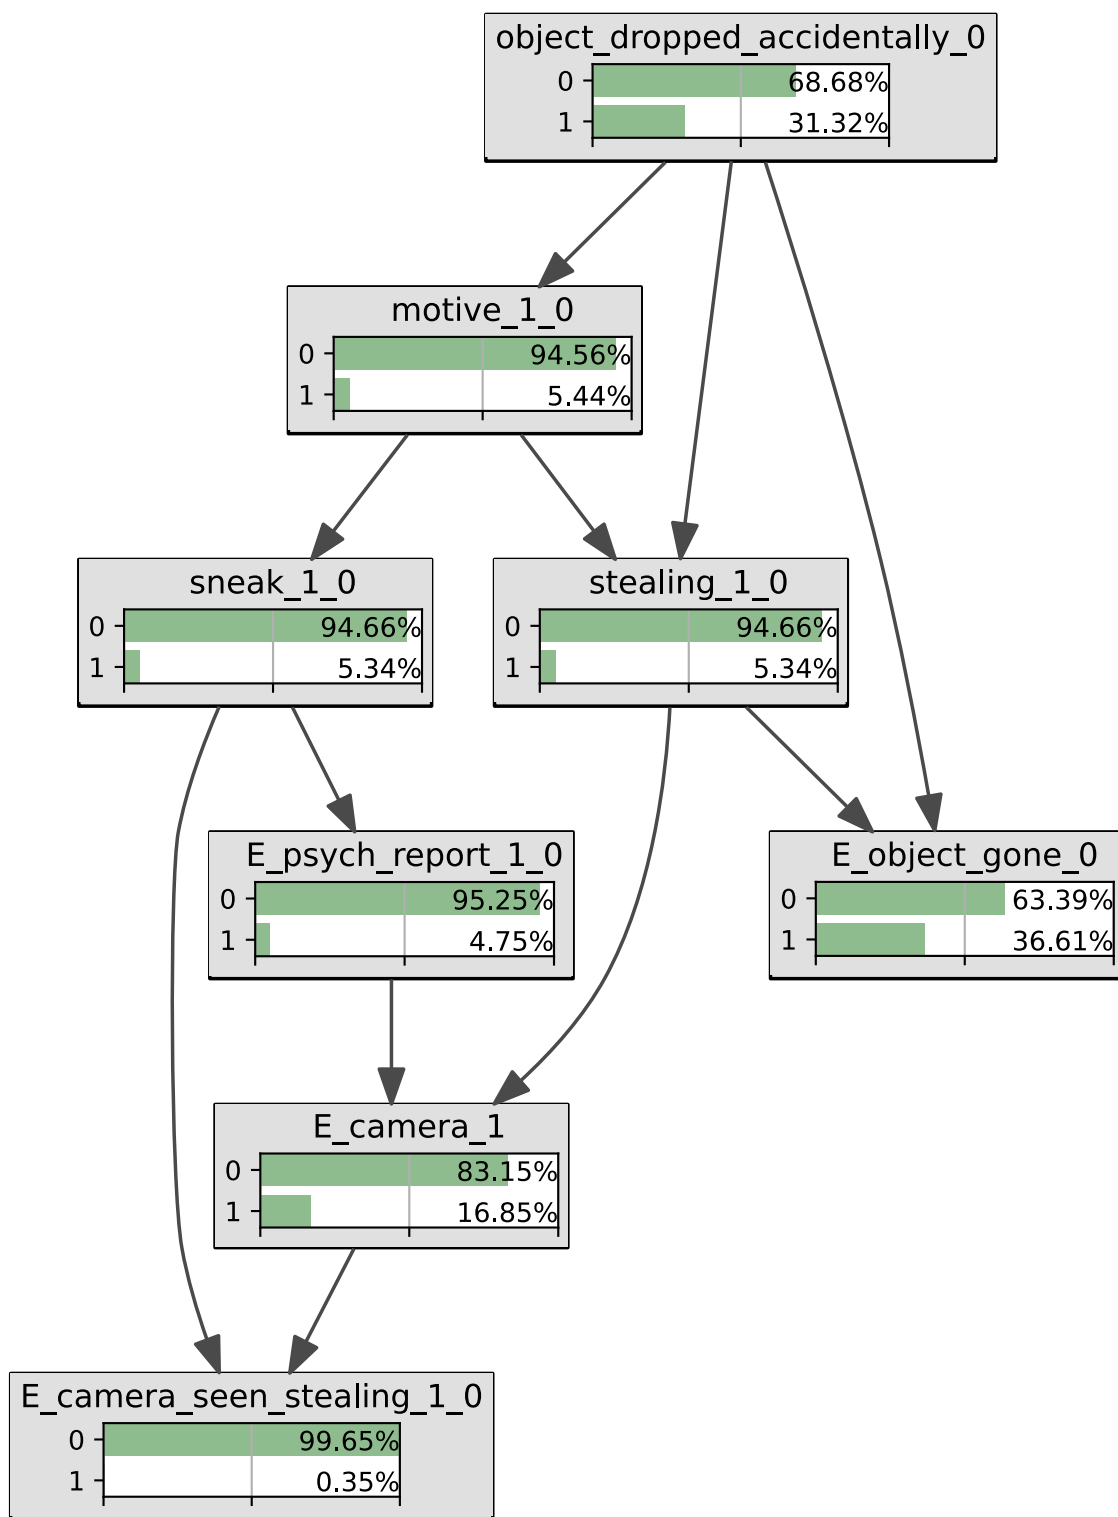 object_dropped_accidentally_0
0 68.68%
1 31.32%
motive_1_0
0 94.56%
1 5.44%
sneak_1_0
0 94.66%
1 5.34%
stealing_1_0
0 94.66%
1 5.34%
E_psych_report_1_0
0 95.25%
1 4.75%
E_object_gone_0
0 63.39%
1 36.61%
E_camera_1
0 83.15%
1 16.85%
E_camera_seen_stealing_1_0
0 99.65%
1 0.35%